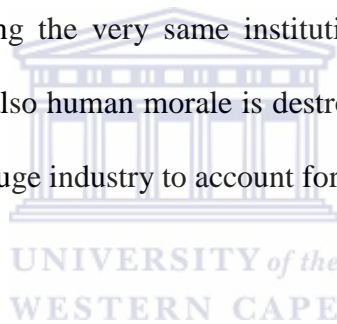 ng the very same instituti
also human morale is destro
uge industry to account for
UNIVERSITY of the
WESTERN CAPE